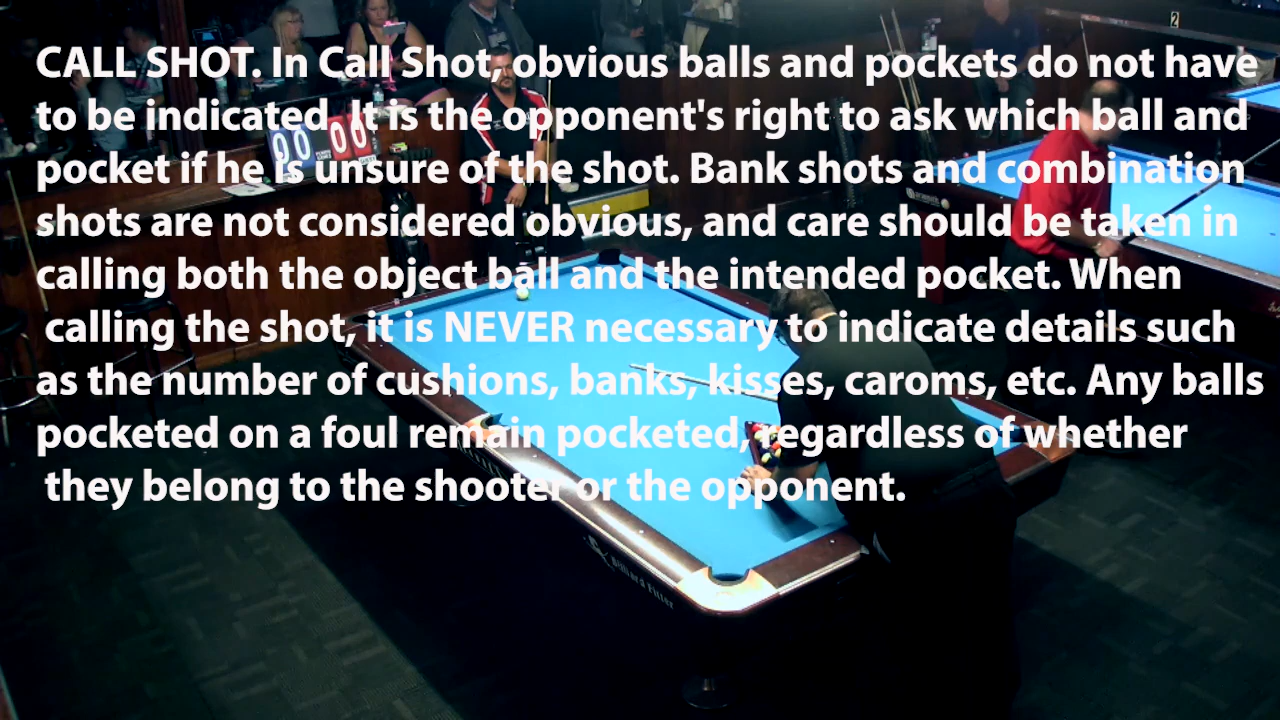 CALL SHOT. In Call Shot, obvious balls and pockets do not have
to be indicated. It is the opponent's right to ask which ball and
pocket if he is unsure of the shot. Bank shots and combination
shots are not considered obvious, and care should be taken in
calling both the object ball and the intended pocket. When
calling the shot, it is NEVER necessary to indicate details such
as the number of cushions, banks, kisses, caroms, etc. Any balls
pocketed on a foul remain pocketed, regardless of whether
they belong to the shooter or the opponent.
00 00
2